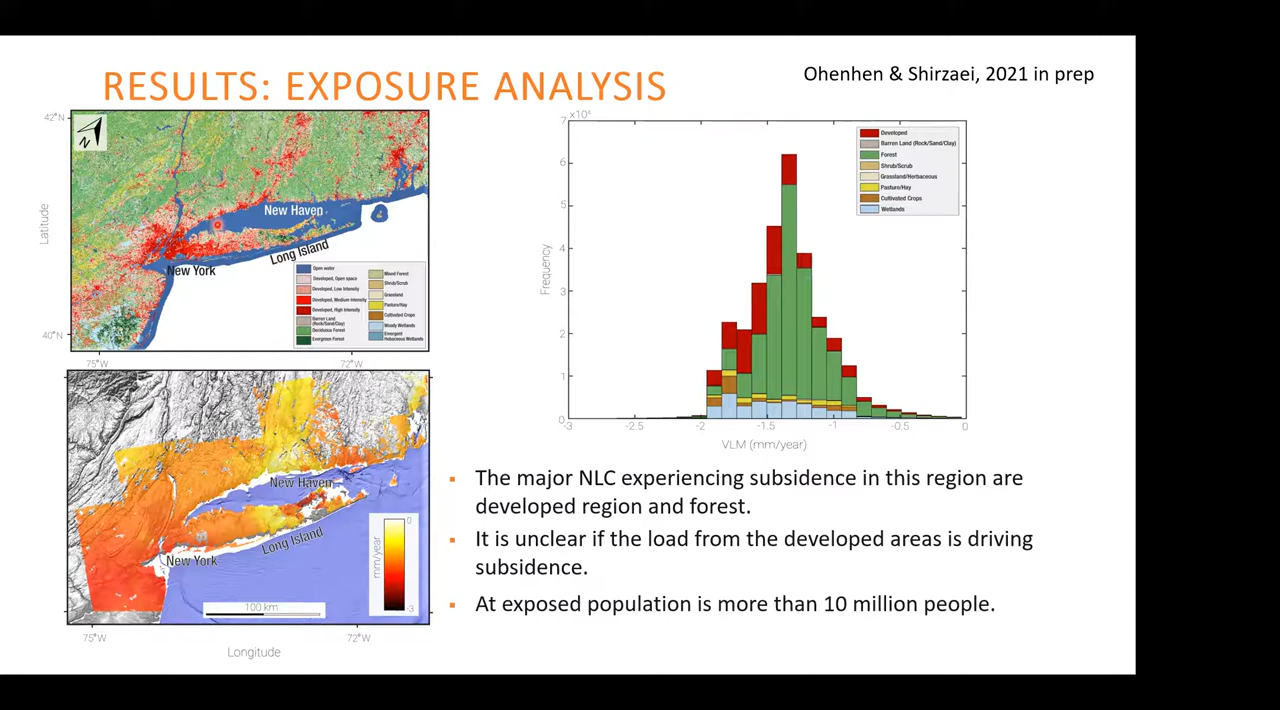 RESULTS: EXPOSURE ANALYSIS
Ohenhen & Shirzaei, 2021 in prep
42°N
Latitude
40°N
N
New Haven
Long Island
New York
Open water
Developed, Open space
Developed, Low Intensity
Developed, Medium Intensity
Developed, High Intensity
Barren Land
(Rock/Sand/Clay)
Deciduous Forest
Evergreen Forest
Mixed Forest
Shrub/Scrub
Grassland
Pasture/Hay
Cultivated Crops
Woody Wetlands
Emergent
Hebaceous Wetlands
75°W
72°W
New Haven
Long Island
New York
0
mm/year
-3
100 km
75°W
72°W
Longitude
×10⁴
7
6
5
4
3
2
1
0
Frequency
-3
-2.5
-2
-1.5
-1
-0.5
0
VLM (mm/year)
Developed
Barren Land (Rock/Sand/Clay)
Forest
Shrub/Scrub
Grassland/Herbaceous
Pasture/Hay
Cultivated Crops
Wetlands
▪ The major NLC experiencing subsidence in this region are
developed region and forest.
▪ It is unclear if the load from the developed areas is driving
subsidence.
▪ At exposed population is more than 10 million people.